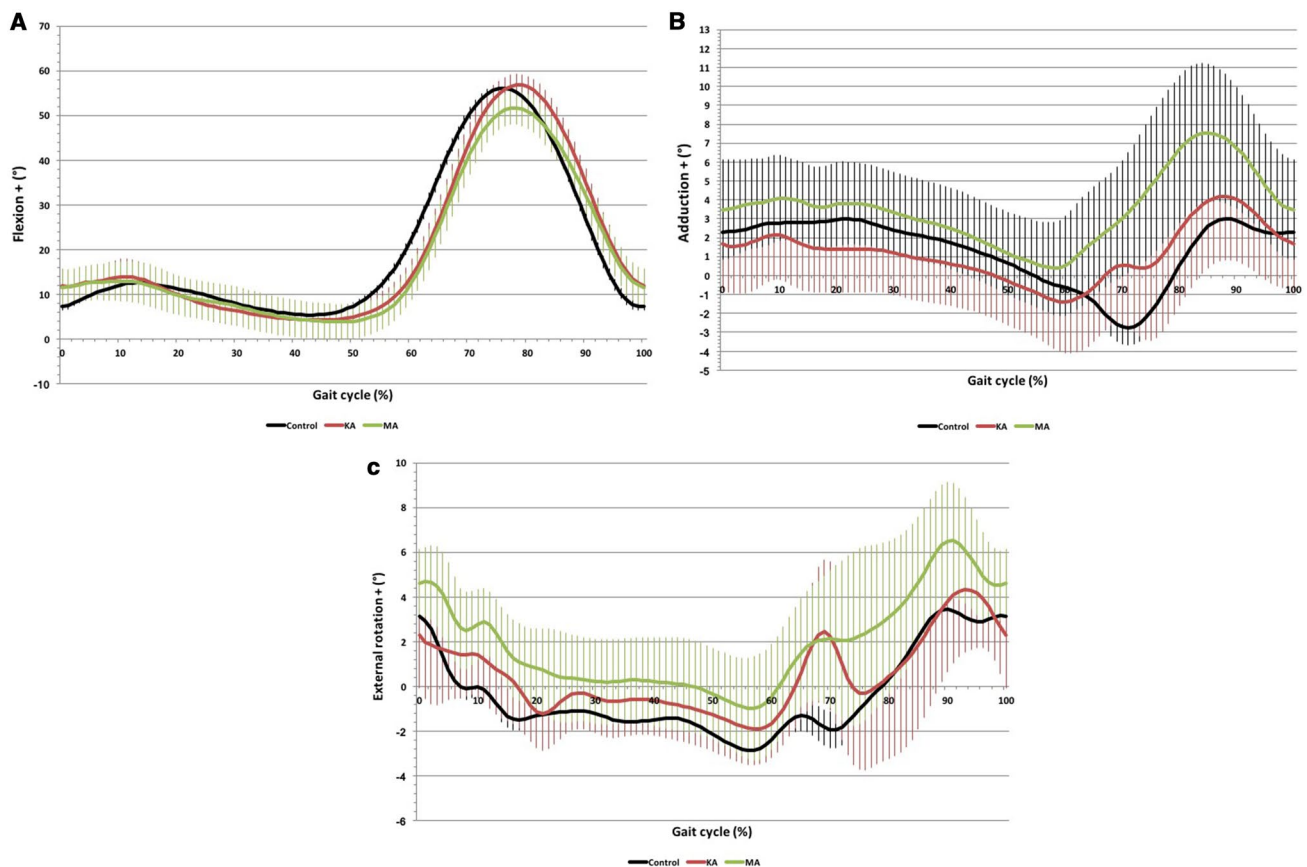 A
Flexion + (°)
70
60
50
40
30
20
10
0
-10
0 10 20 30 40 50 60 70 80 90 100
Gait cycle (%)
Control KA MA
B
Adduction + (°)
13
12
11
10
9
8
7
6
5
4
3
2
1
0
-1
-2
-3
-4
-5
0 10 20 30 40 50 60 70 80 90 100
Gait cycle (%)
Control KA MA
c
External rotation + (°)
10
8
6
4
2
0
-2
-4
-6
0 10 20 30 40 50 60 70 80 90 100
Gait cycle (%)
Control KA MA